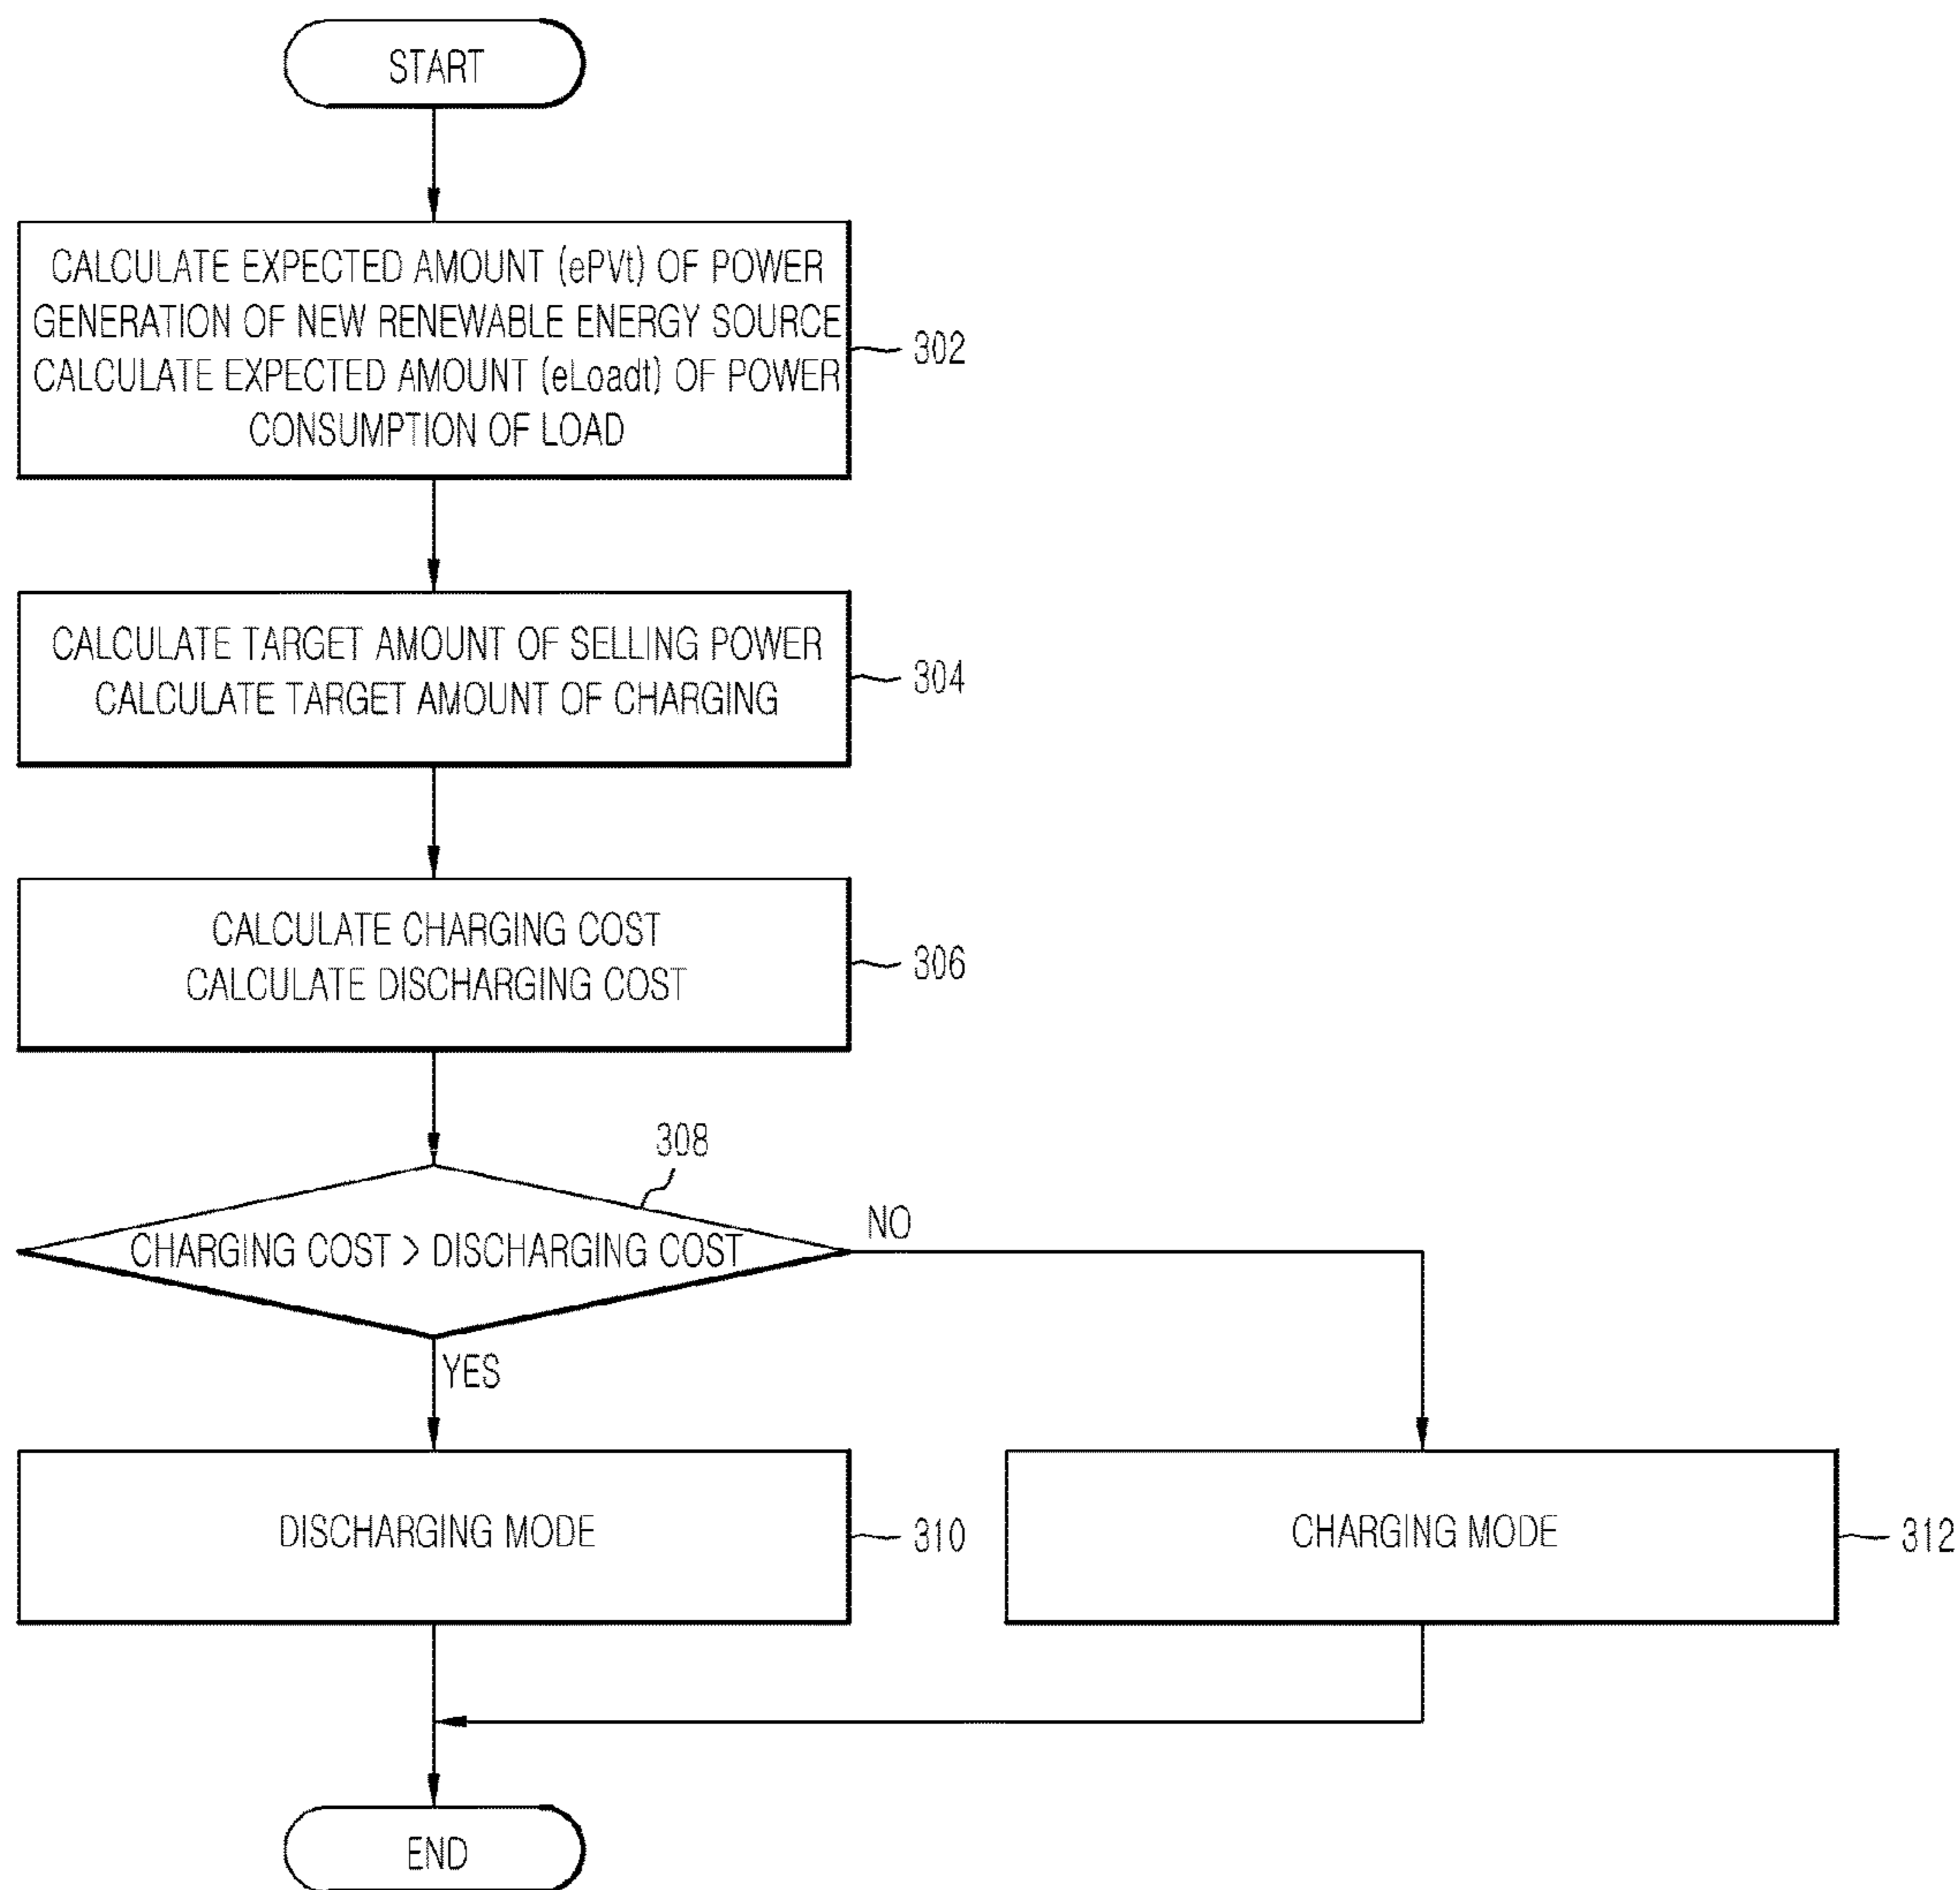 START
CALCULATE EXPECTED AMOUNT (ePVt) OF POWER
GENERATION OF NEW RENEWABLE ENERGY SOURCE
CALCULATE EXPECTED AMOUNT (eLoadt) OF POWER
CONSUMPTION OF LOAD
302
CALCULATE TARGET AMOUNT OF SELLING POWER
CALCULATE TARGET AMOUNT OF CHARGING
304
CALCULATE CHARGING COST
CALCULATE DISCHARGING COST
306
308
CHARGING COST > DISCHARGING COST
NO
YES
DISCHARGING MODE
310
CHARGING MODE
312
END